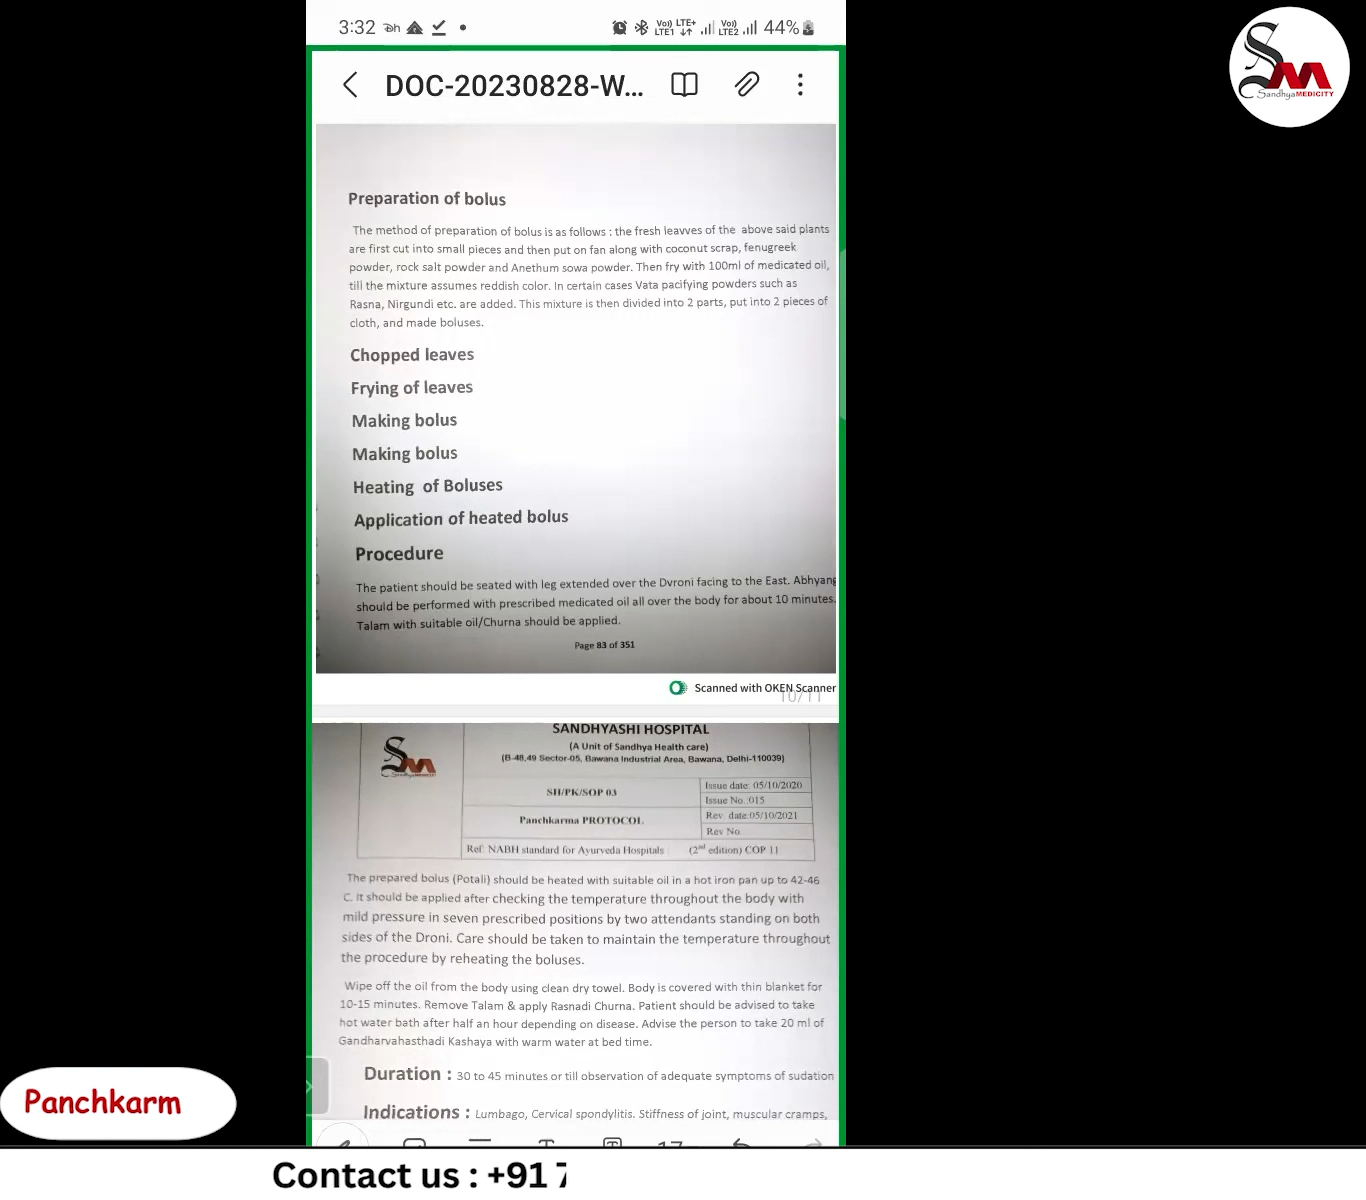 3:32
Vo)) LTE+
LTE1
Vo))
LTE2
44%
DOC-20230828-W...
SM
Sandhya MEDICITY
Preparation of bolus
The method of preparation of bolus is as follows : the fresh leavves of the above said plants
are first cut into small pieces and then put on fan along with coconut scrap, fenugreek
powder, rock salt powder and Anethum sowa powder. Then fry with 100ml of medicated oil,
till the mixture assumes reddish color. In certain cases Vata pacifying powders such as
Rasna, Nirgundi etc. are added. This mixture is then divided into 2 parts, put into 2 pieces of
cloth, and made boluses.
Chopped leaves
Frying of leaves
Making bolus
Making bolus
Heating of Boluses
Application of heated bolus
Procedure
The patient should be seated with leg extended over the Dvroni facing to the East. Abhyang
should be performed with prescribed medicated oil all over the body for about 10 minutes.
Talam with suitable oil/Churna should be applied.
Page 83 of 351
Scanned with OKEN Scanner
10/11
SANDHYASHI HOSPITAL
(A Unit of Sandhya Health care)
(B-48,49 Sector-05, Bawana Industrial Area, Bawana, Delhi-110039)
SH/PK/SOP 03
Issue date: 05/10/2020
Issue No.:015
Panchkarma PROTOCOL
Rev. date:05/10/2021
Rev No
Ref: NABH standard for Ayurveda Hospitals (2nd edition) COP 11
The prepared bolus (Potali) should be heated with suitable oil in a hot iron pan up to 42-46
C. It should be applied after checking the temperature throughout the body with
mild pressure in seven prescribed positions by two attendants standing on both
sides of the Droni. Care should be taken to maintain the temperature throughout
the procedure by reheating the boluses.
Wipe off the oil from the body using clean dry towel. Body is covered with thin blanket for
10-15 minutes. Remove Talam & apply Rasnadi Churna. Patient should be advised to take
hot water bath after half an hour depending on disease. Advise the person to take 20 ml of
Gandharvahasthadi Kashaya with warm water at bed time.
Duration : 30 to 45 minutes or till observation of adequate symptoms of sudation
Indications : Lumbago, Cervical spondylitis. Stiffness of joint, muscular cramps,
Panchkarm
Contact us : +91 7